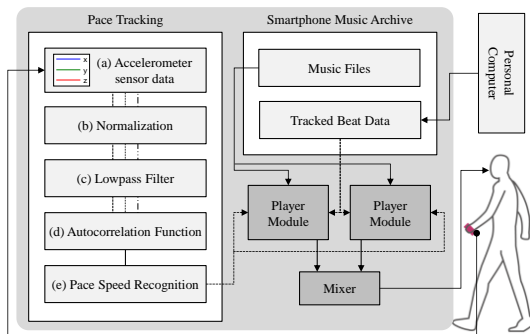 Pace Tracking
x
y
z
(a) Accelerometer
sensor data
(b) Normalization
(c) Lowpass Filter
(d) Autocorrelation Function
(e) Pace Speed Recognition
Smartphone Music Archive
Music Files
Tracked Beat Data
Player
Module
Player
Module
Mixer
Personal
Computer